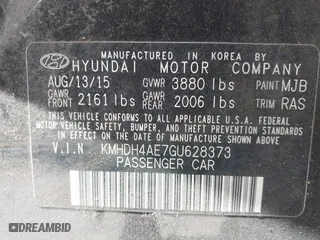 MANUFACTURED IN KOREA BY
HYUNDAI MOTOR COMPANY
AUG/13/15 GVWR 3880 lbs PAINT MJB
GAWR FRONT 2161 lbs GAWR REAR 2006 lbs TRIM RAS
THIS VEHICLE CONFORMS TO ALL APPLICABLE U.S. FEDERAL MOTOR
VEHICLE SAFETY, BUMPER, AND THEFT PREVENTION STANDARDS
IN EFFECT ON THE DATE OF MANUFACTURE SHOWN ABOVE.
V.I.N. KMHDH4AE7GU628373
PASSENGER CAR
DREAMBID
dreambid.com